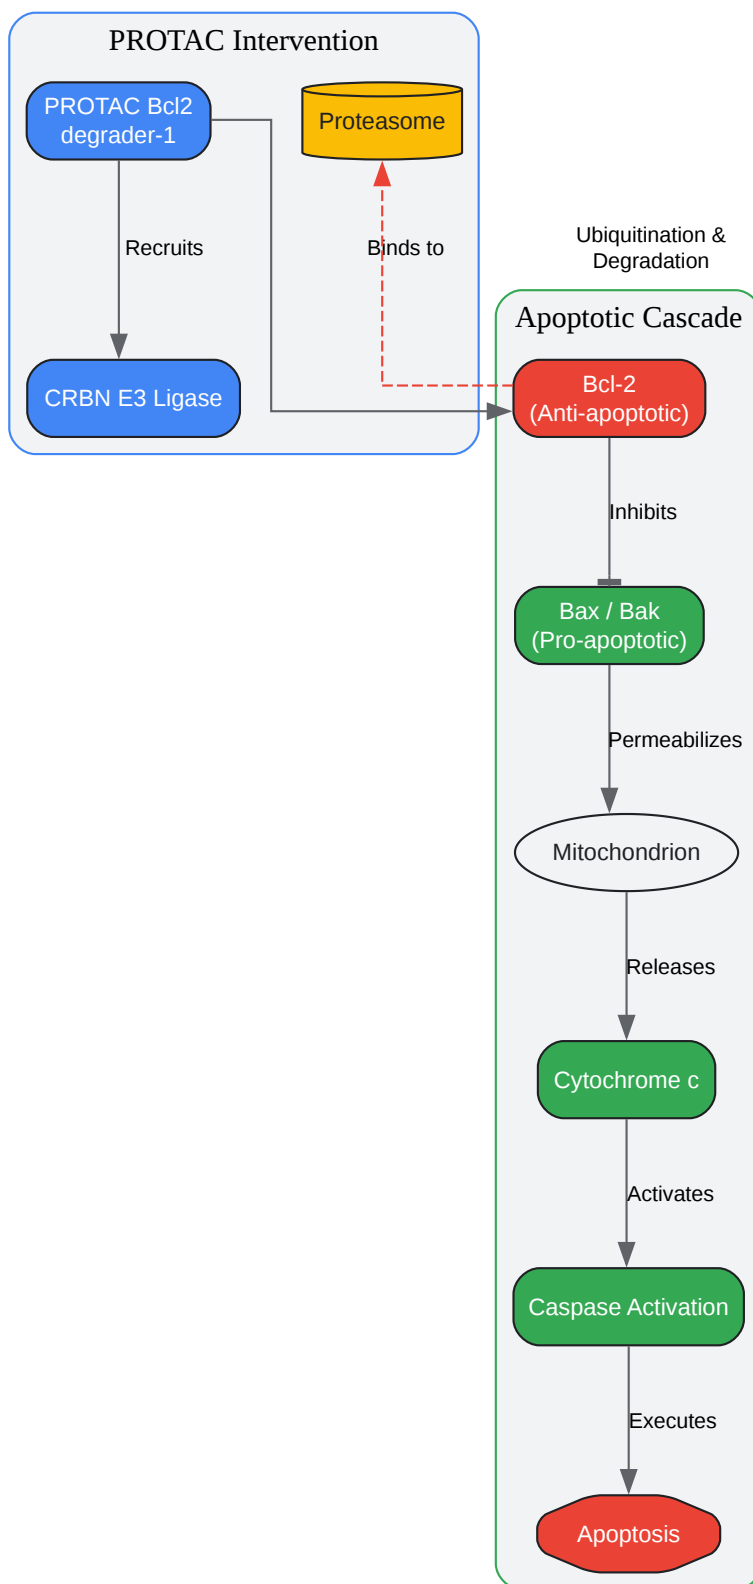 PROTAC Intervention
PROTAC Bcl2
degrader-1
Proteasome
Recruits
Binds to
Ubiquitination &
Degradation
CRBN E3 Ligase
Apoptotic Cascade
Bcl-2
(Anti-apoptotic)
Inhibits
Bax / Bak
(Pro-apoptotic)
Permeabilizes
Mitochondrion
Releases
Cytochrome c
Activates
Caspase Activation
Executes
Apoptosis